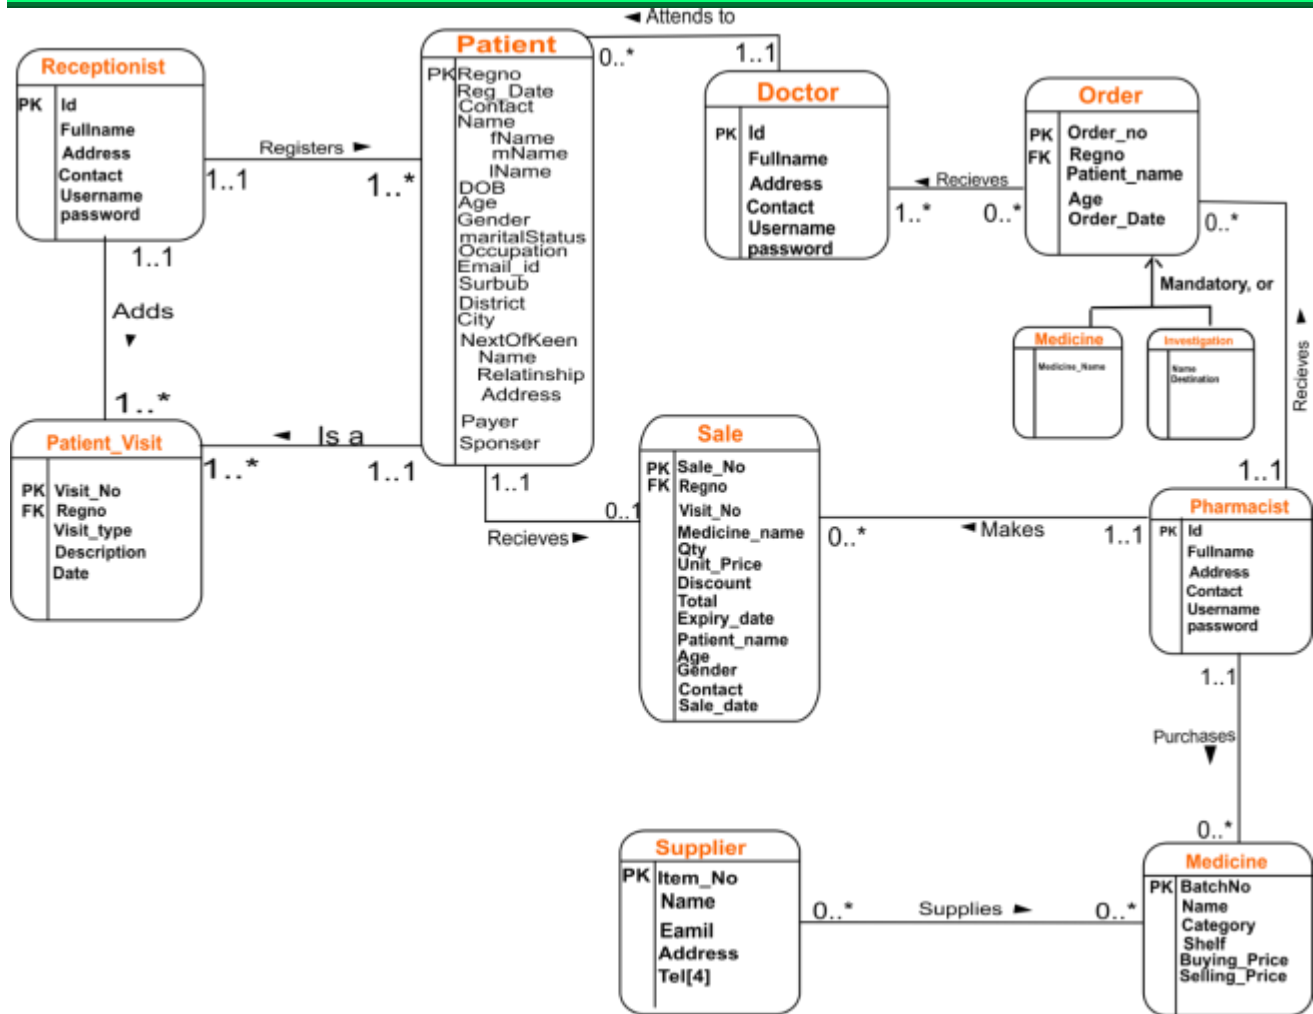 ◄ Attends to
0..*
1..1
Receptionist
PK Id
Fullname
Address
Contact
Username
password
Registers ►
1..1
1..*
1..1
Adds
▼
1..*
Patient
PK Regno
Reg_Date
Contact
Name
fName
mName
lName
DOB
Age
Gender
maritalStatus
Occupation
Email_id
Surbub
District
City
NextOfKeen
Name
Relatinship
Address
Payer
Sponser
Doctor
PK Id
Fullname
Address
Contact
Username
password
◄ Recieves
1..*
0..*
Order
PK Order_no
FK Regno
Patient_name
Age
Order_Date
0..*
Mandatory, or
Medicine
Medicine_Name
Investigation
Name
Destination
Recieves ►
1..1
Patient_Visit
PK Visit_No
FK Regno
Visit_type
Description
Date
◄ Is a
1..*
1..1
1..1
0..1
Recieves ►
Sale
PK Sale_No
FK Regno
Visit_No
Medicine_name
Qty
Unit_Price
Discount
Total
Expiry_date
Patient_name
Age
Gender
Contact
Sale_date
◄ Makes
0..*
1..1
Pharmacist
PK Id
Fullname
Address
Contact
Username
password
1..1
Purchases
▼
0..*
Supplier
PK Item_No
Name
Eamil
Address
Tel[4]
0..*
Supplies ►
0..*
Medicine
PK BatchNo
Name
Category
Shelf
Buying_Price
Selling_Price